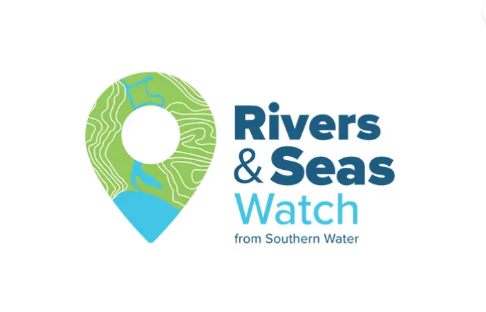 Rivers
& Seas
Watch
from Southern Water